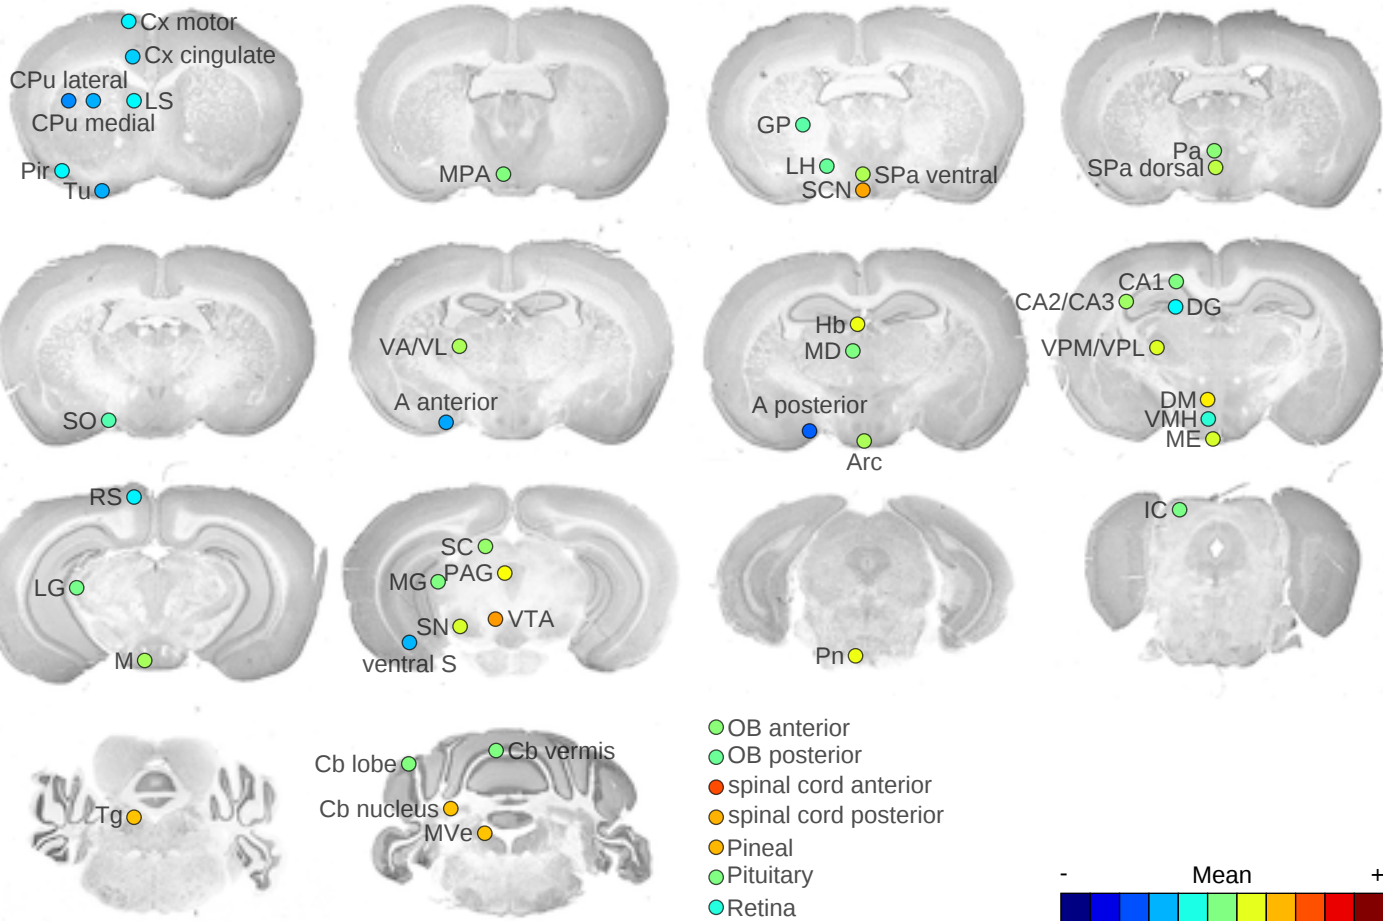 Cx motor
Cx cingulate
CPu lateral
LS
CPu medial
Pir
Tu
MPA
GP
LH
SPa ventral
SCN
Pa
SPa dorsal
SO
VA/VL
A anterior
Hb
MD
A posterior
Arc
CA1
CA2/CA3
DG
VPM/VPL
DM
VMH
ME
RS
LG
M
SC
PAG
MG
SN
VTA
ventral S
Pn
IC
Tg
Cb lobe
Cb vermis
Cb nucleus
MVe
OB anterior
OB posterior
spinal cord anterior
spinal cord posterior
Pineal
Pituitary
Retina
- Mean +